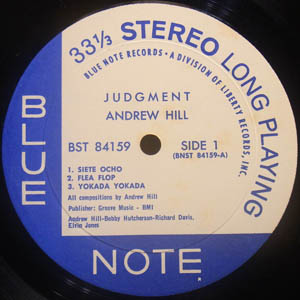 33⅓ STEREO LONG PLAYING
BLUE NOTE RECORDS • A DIVISION OF LIBERTY RECORDS, INC.
JUDGMENT
ANDREW HILL
BST 84159 SIDE 1
(BNST 84159-A)
1. SIETE OCHO
2. FLEA FLOP
3. YOKADA YOKADA
All compositions by Andrew Hill
Publisher: Groove Music - BMI
Andrew Hill-Bobby Hutcherson-Richard Davis,
Elvin Jones
BLUE
NOTE